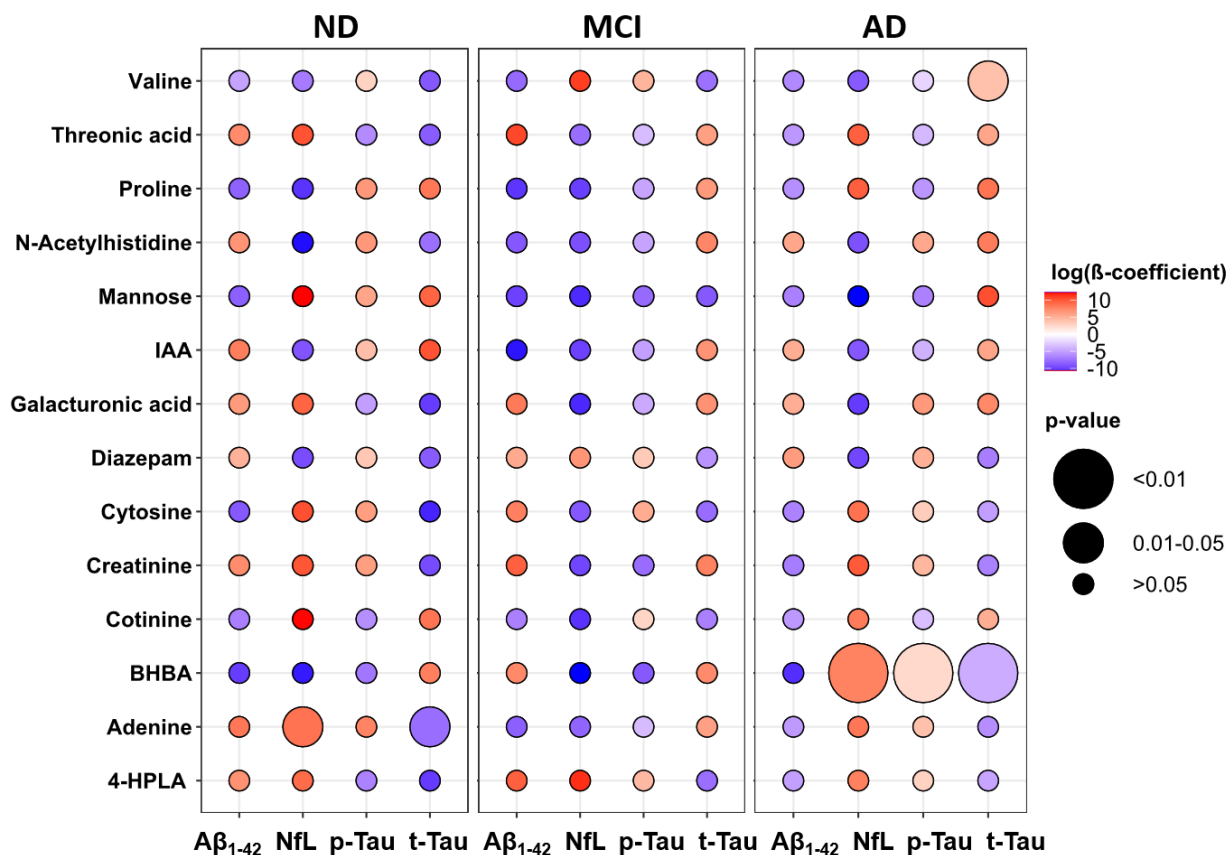 ND MCI AD
Valine
Threonic acid
Proline
N-Acetylhistidine
Mannose
IAA
Galacturonic acid
Diazepam
Cytosine
Creatinine
Cotinine
BHBA
Adenine
4-HPLA
Aβ₁₋₄₂ NfL p-Tau t-Tau Aβ₁₋₄₂ NfL p-Tau t-Tau Aβ₁₋₄₂ NfL p-Tau t-Tau
log(ß-coefficient)
10
5
0
-5
-10
p-value
<0.01
0.01-0.05
>0.05